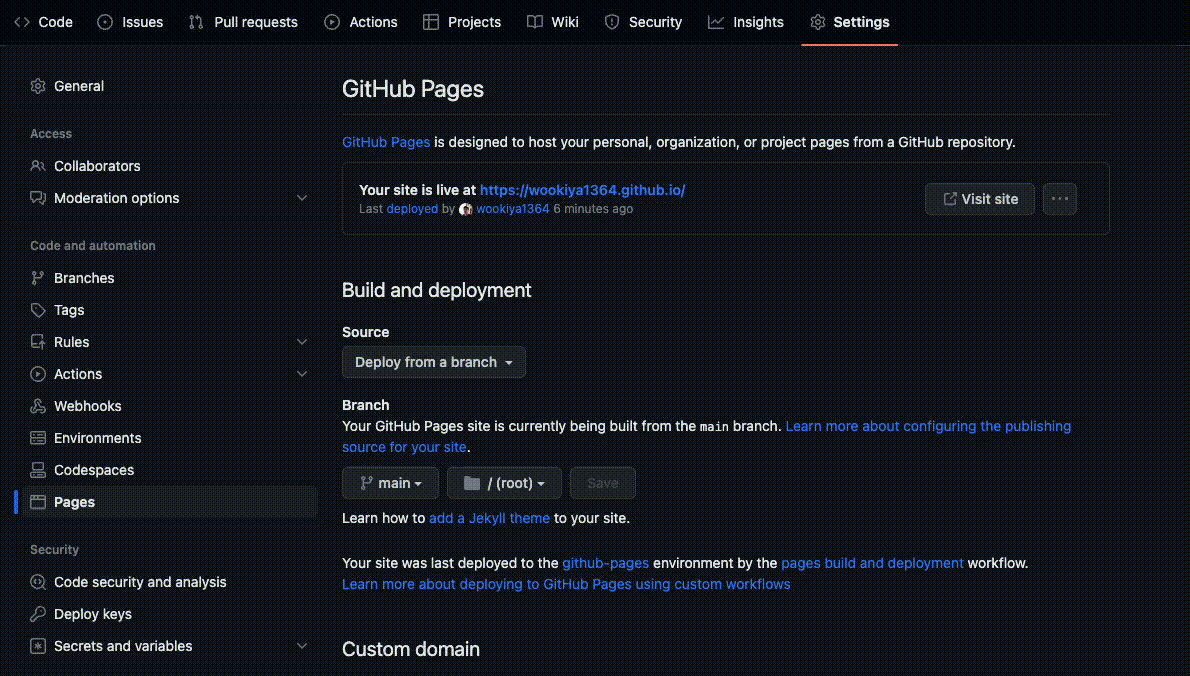 Code Issues Pull requests Actions Projects Wiki Security Insights Settings
General
Access
Collaborators
Moderation options
Code and automation
Branches
Tags
Rules
Actions
Webhooks
Environments
Codespaces
Pages
Security
Code security and analysis
Deploy keys
Secrets and variables
GitHub Pages
GitHub Pages is designed to host your personal, organization, or project pages from a GitHub repository.
Your site is live at https://wookiya1364.github.io/
Last deployed by wookiya1364 6 minutes ago
Visit site
Build and deployment
Source
Deploy from a branch
Branch
Your GitHub Pages site is currently being built from the main branch. Learn more about configuring the publishing
source for your site.
main / (root) Save
Learn how to add a Jekyll theme to your site.
Your site was last deployed to the github-pages environment by the pages build and deployment workflow.
Learn more about deploying to GitHub Pages using custom workflows
Custom domain